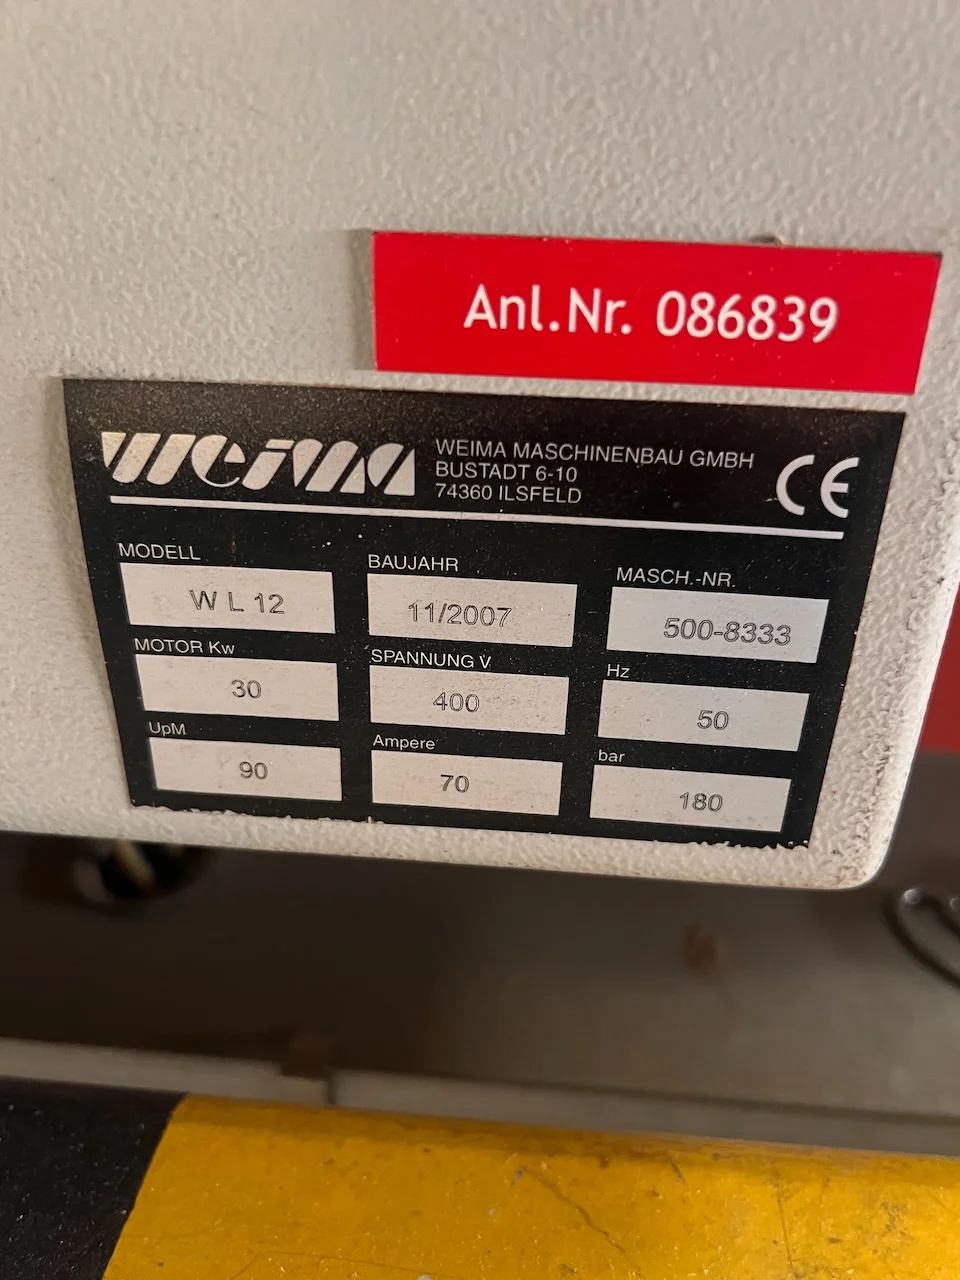 Anl.Nr. 086839
weima
WEIMA MASCHINENBAU GMBH
BUSTADT 6-10
74360 ILSFELD
CE
MODELL BAUJAHR MASCH.-NR.
W L 12 11/2007 500-8333
MOTOR Kw SPANNUNG V Hz
30 400 50
UpM Ampere bar
90 70 180